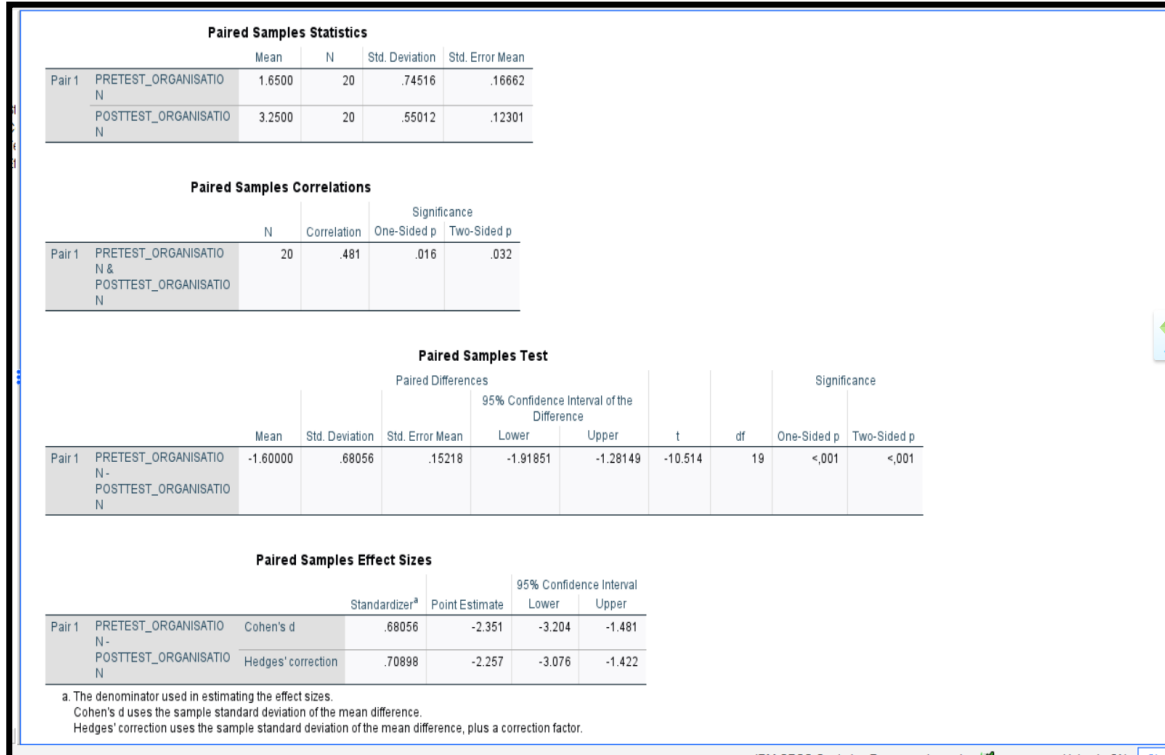 Paired Samples Statistics
Mean N Std. Deviation Std. Error Mean
Pair 1 PRETEST_ORGANISATIO 1.6500 20 .74516 .16662
N
POSTTEST_ORGANISATIO 3.2500 20 .55012 .12301
N
Paired Samples Correlations
Significance
N Correlation One-Sided p Two-Sided p
Pair 1 PRETEST_ORGANISATIO 20 .481 .016 .032
N &
POSTTEST_ORGANISATIO
N
Paired Samples Test
Paired Differences Significance
95% Confidence Interval of the
Difference
Mean Std. Deviation Std. Error Mean Lower Upper t df One-Sided p Two-Sided p
Pair 1 PRETEST_ORGANISATIO -1.60000 .68056 .15218 -1.91851 -1.28149 -10.514 19 <,001 <,001
N -
POSTTEST_ORGANISATIO
N
Paired Samples Effect Sizes
95% Confidence Interval
Standardizerᵃ Point Estimate Lower Upper
Pair 1 PRETEST_ORGANISATIO Cohen's d .68056 -2.351 -3.204 -1.481
N -
POSTTEST_ORGANISATIO Hedges' correction .70898 -2.257 -3.076 -1.422
N
a. The denominator used in estimating the effect sizes.
Cohen's d uses the sample standard deviation of the mean difference.
Hedges' correction uses the sample standard deviation of the mean difference, plus a correction factor.